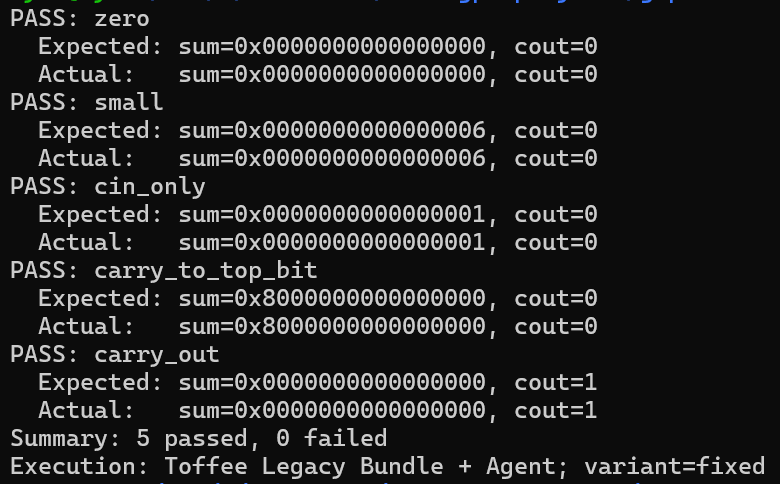 PASS: zero
  Expected: sum=0x0000000000000000, cout=0
  Actual:   sum=0x0000000000000000, cout=0
PASS: small
  Expected: sum=0x0000000000000006, cout=0
  Actual:   sum=0x0000000000000006, cout=0
PASS: cin_only
  Expected: sum=0x0000000000000001, cout=0
  Actual:   sum=0x0000000000000001, cout=0
PASS: carry_to_top_bit
  Expected: sum=0x8000000000000000, cout=0
  Actual:   sum=0x8000000000000000, cout=0
PASS: carry_out
  Expected: sum=0x0000000000000000, cout=1
  Actual:   sum=0x0000000000000000, cout=1
Summary: 5 passed, 0 failed
Execution: Toffee Legacy Bundle + Agent; variant=fixed